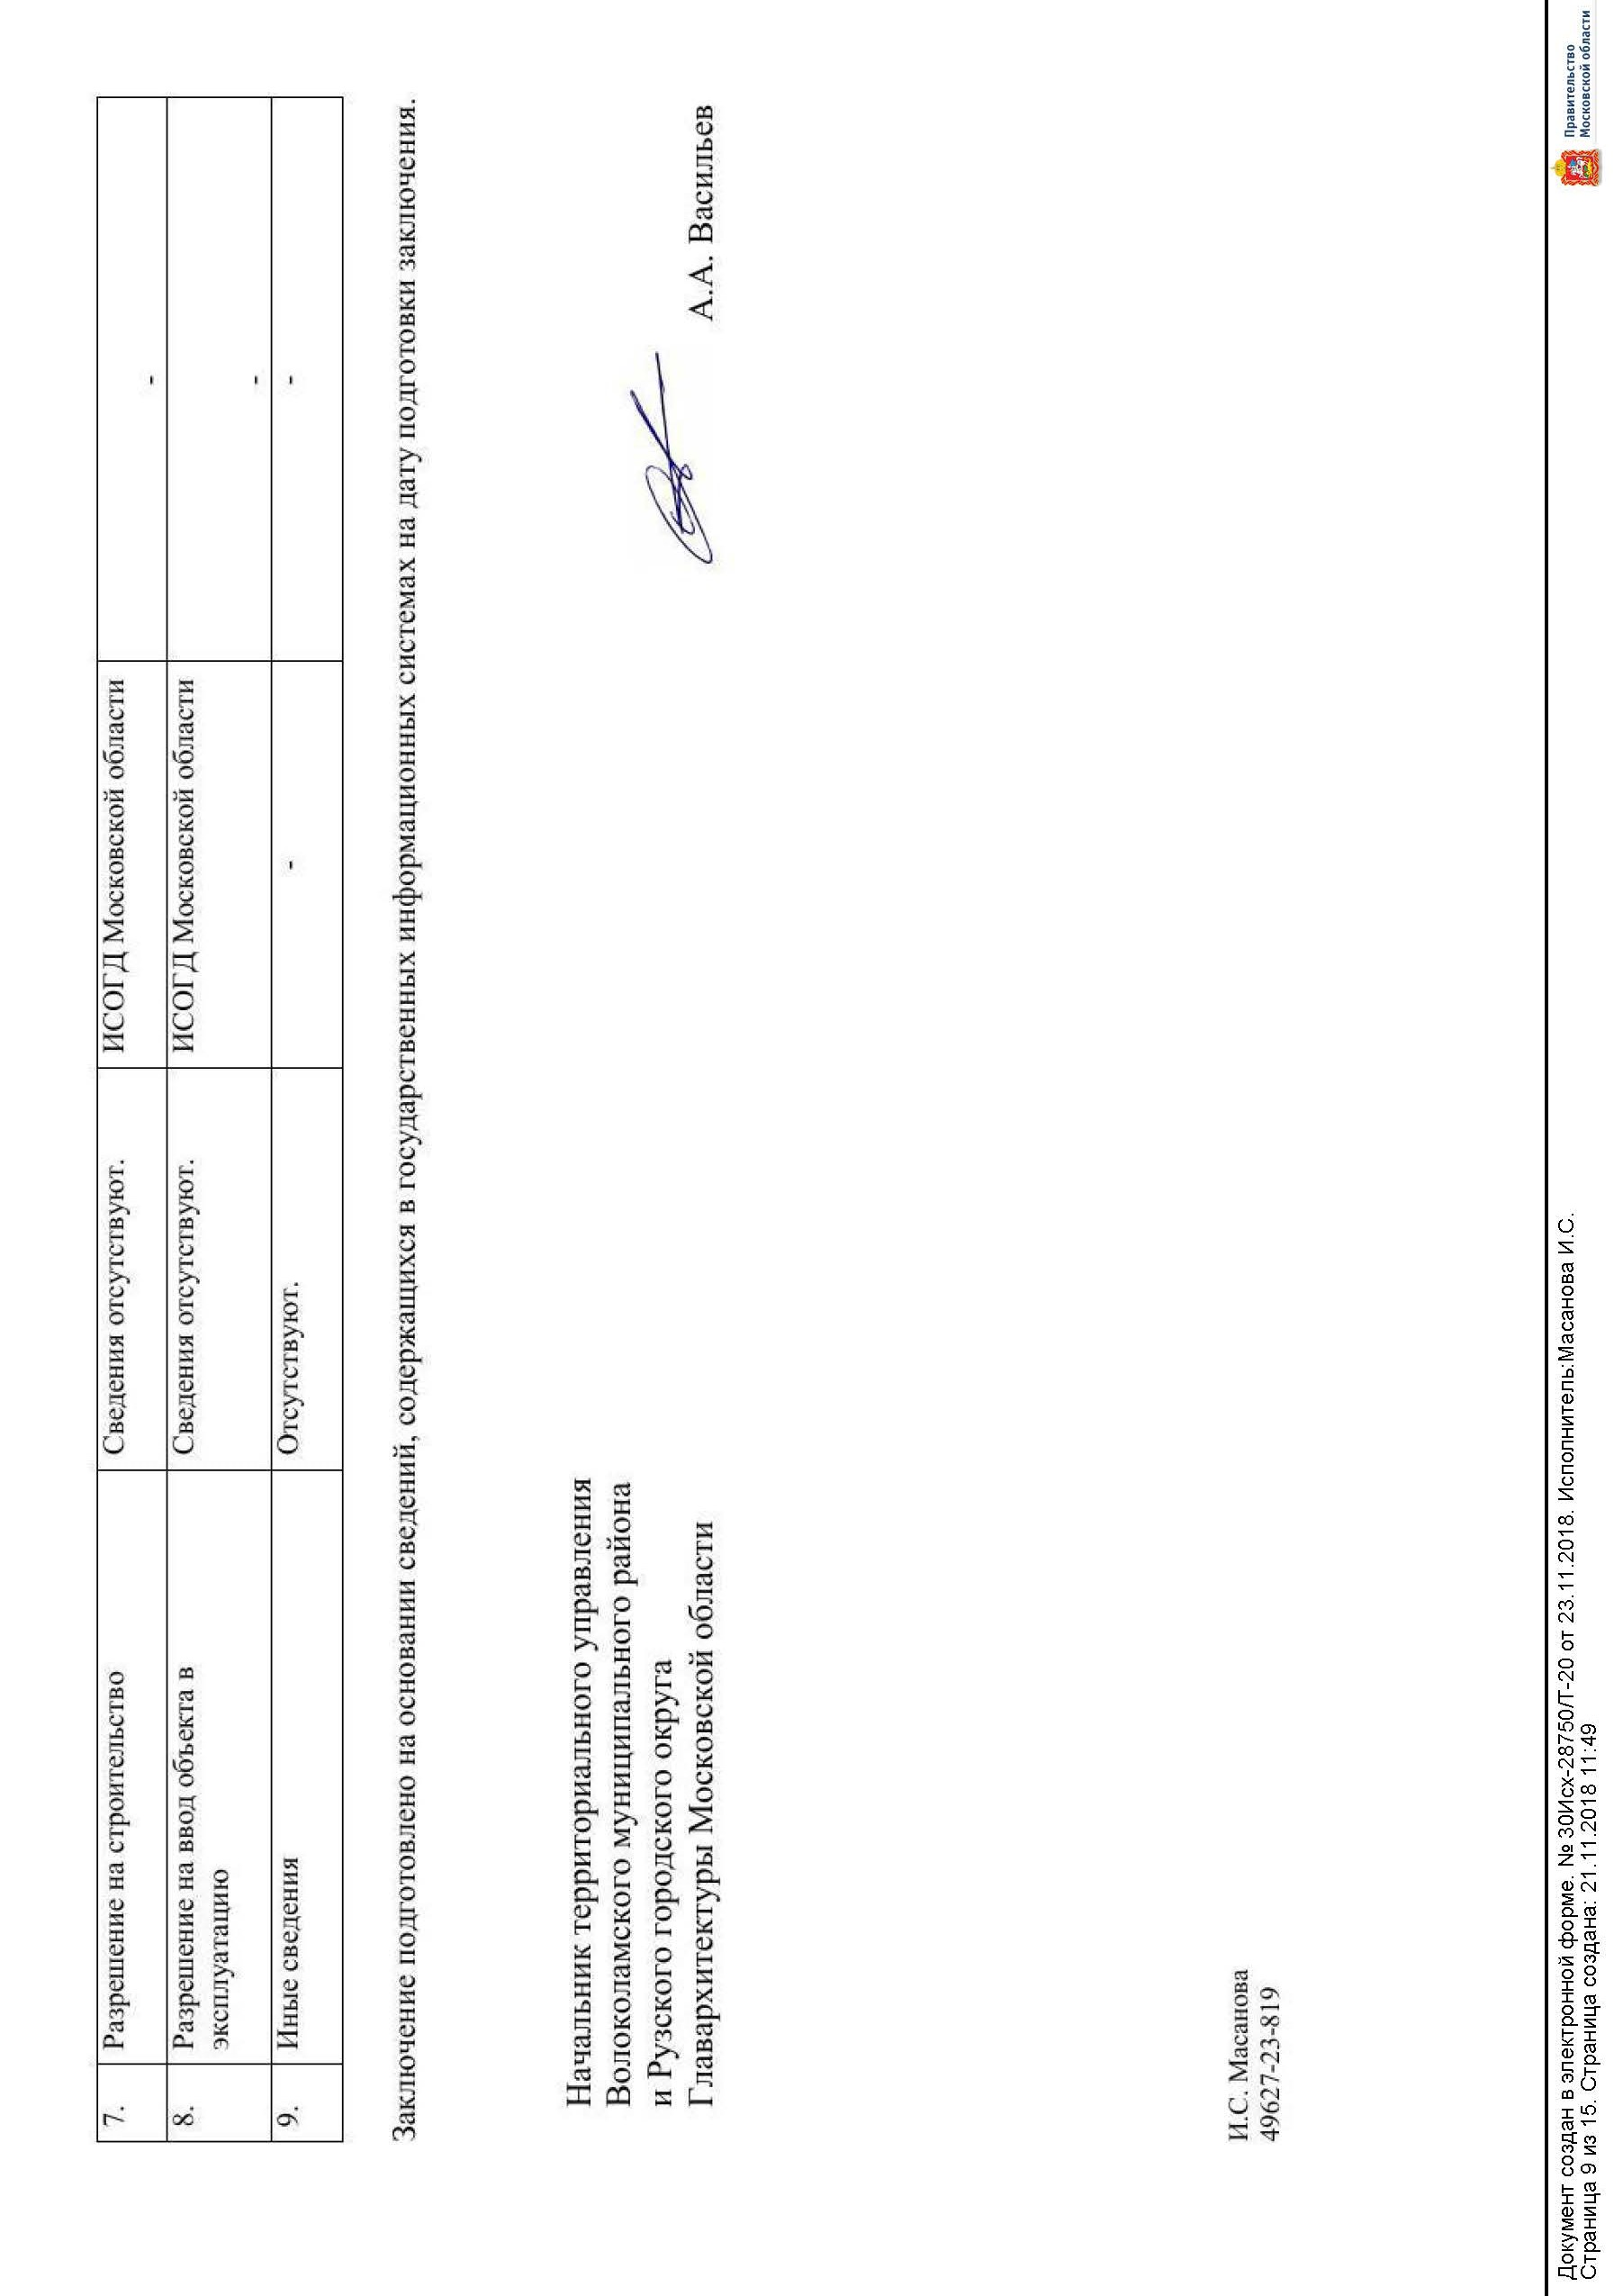 7. Разрешение на строительство Сведения отсутствуют. ИСОГД Московской области -
8. Разрешение на ввод объекта в Сведения отсутствуют. ИСОГД Московской области
эксплуатацию -
9. Иные сведения Отсутствуют. - -
Заключение подготовлено на основании сведений, содержащихся в государственных информационных системах на дату подготовки заключения.
Начальник территориального управления
Волоколамского муниципального района
и Рузского городского округа
Главархитектуры Московской области А.А. Васильев
И.С. Масанова
49627-23-819
Документ создан в электронной форме. № 30Исх-28750/Т-20 от 23.11.2018. Исполнитель:Масанова И.С.
Страница 9 из 15. Страница создана: 21.11.2018 11:49
Правительство
Московской области